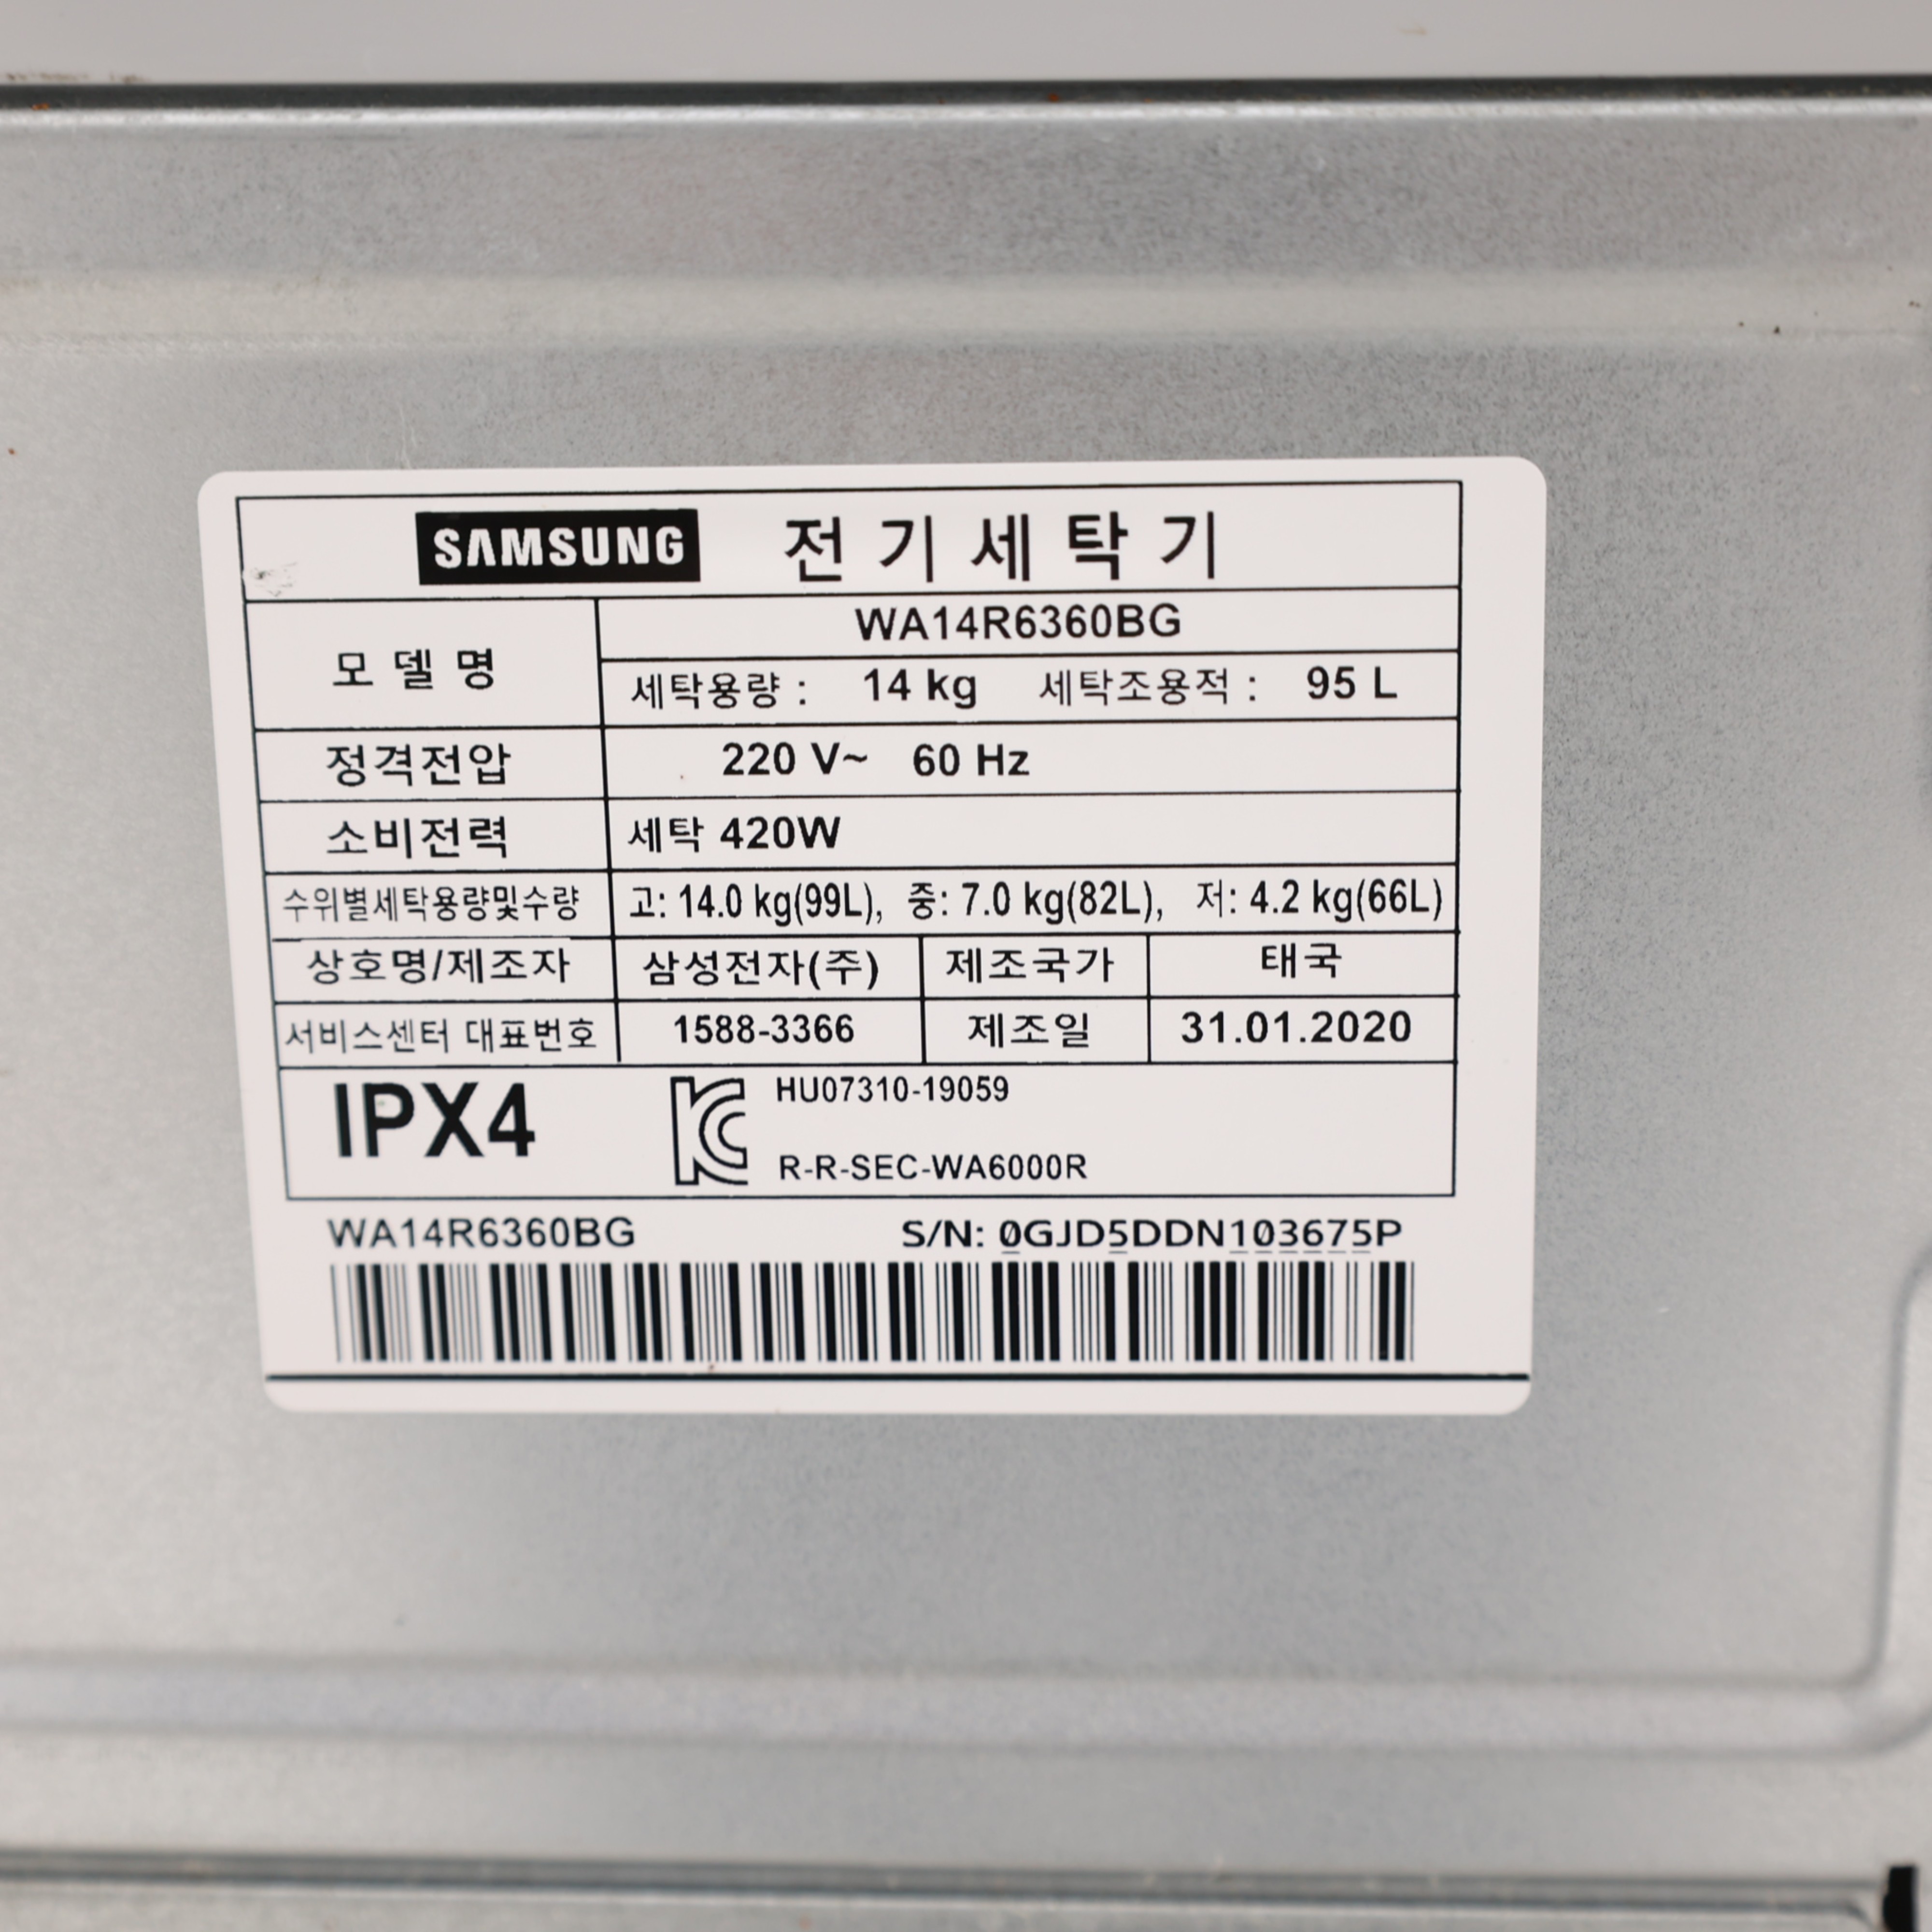 SAMSUNG 전기세탁기
모델명 WA14R6360BG
세탁용량 : 14 kg 세탁조용적 : 95 L
정격전압 220 V~ 60 Hz
소비전력 세탁 420W
수위별세탁용량및수량 고: 14.0 kg(99L), 중: 7.0 kg(82L), 저: 4.2 kg(66L)
상호명/제조자 삼성전자(주) 제조국가 태국
서비스센터 대표번호 1588-3366 제조일 31.01.2020
IPX4 KC HU07310-19059
R-R-SEC-WA6000R
WA14R6360BG S/N: 0GJD5DDN103675P